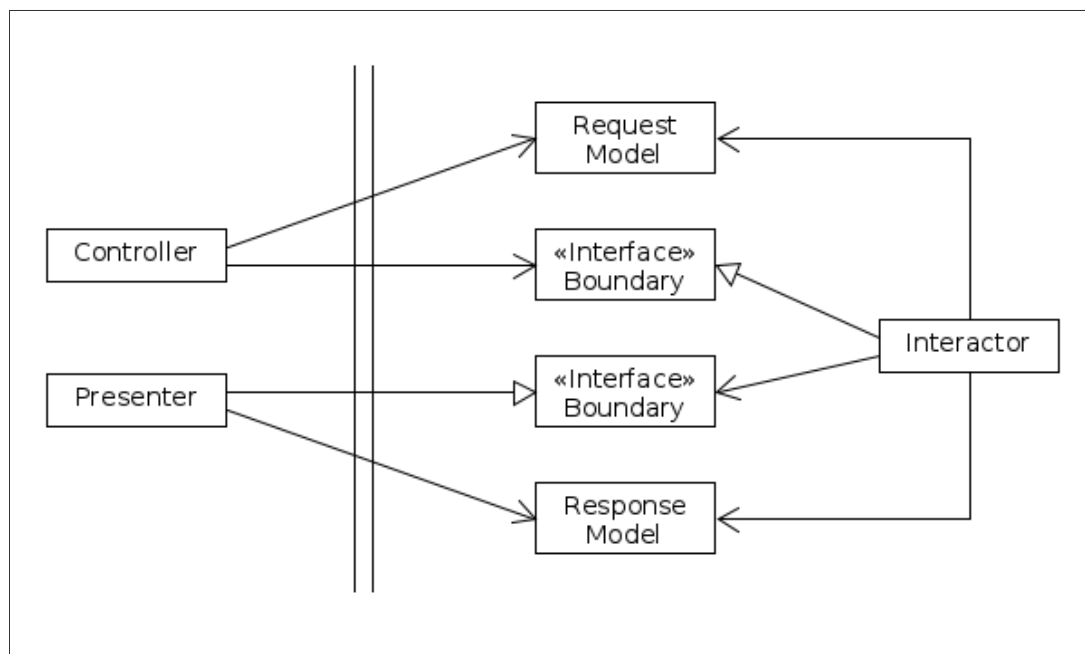 Request
Model
Controller
«Interface»
Boundary
Interactor
«Interface»
Boundary
Presenter
Response
Model